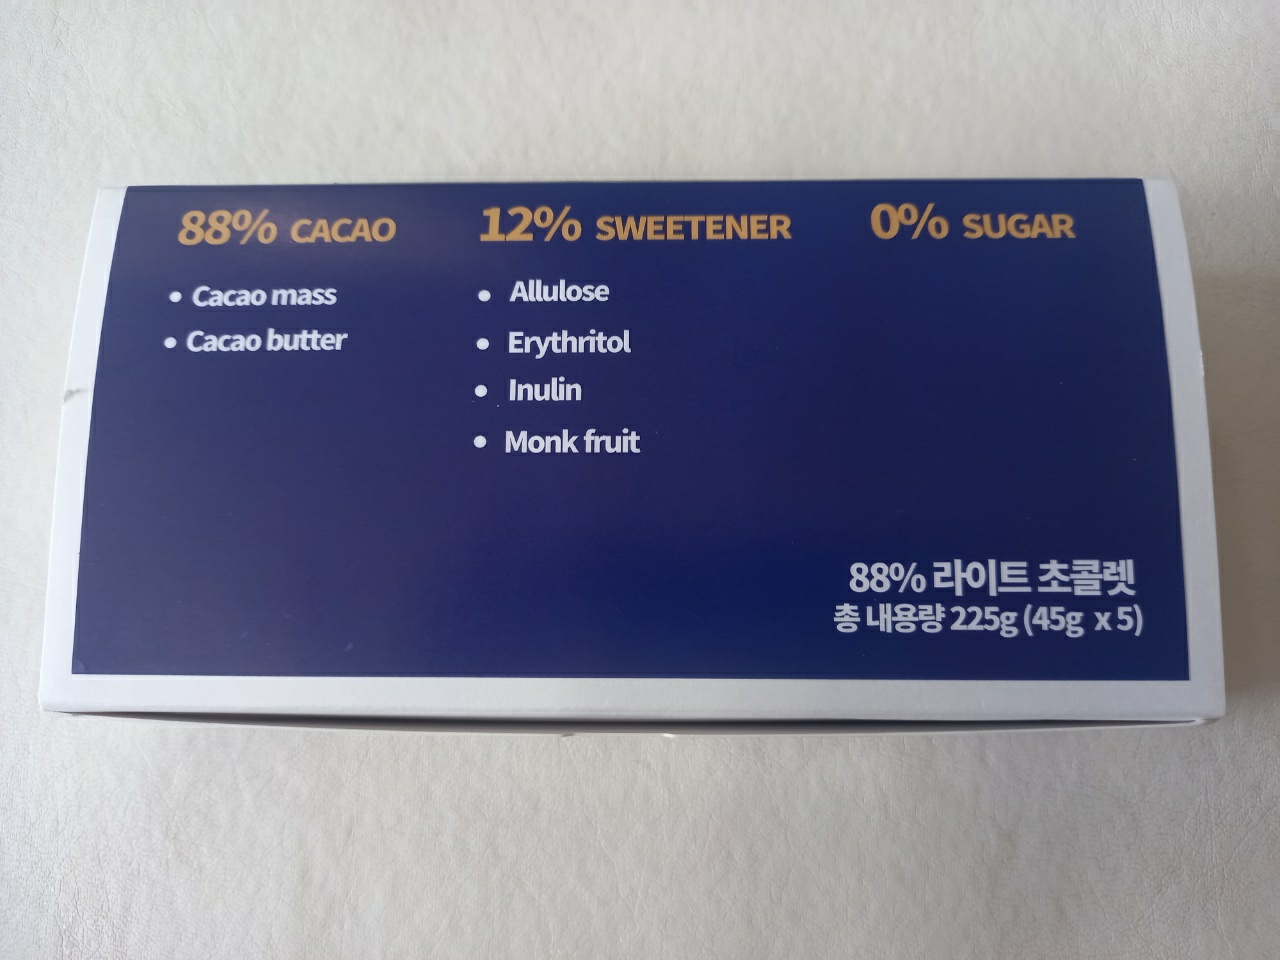 88% CACAO
• Cacao mass
• Cacao butter
12% SWEETENER
• Allulose
• Erythritol
• Inulin
• Monk fruit
0% SUGAR
88% 라이트 초콜렛
총 내용량 225g (45g x 5)